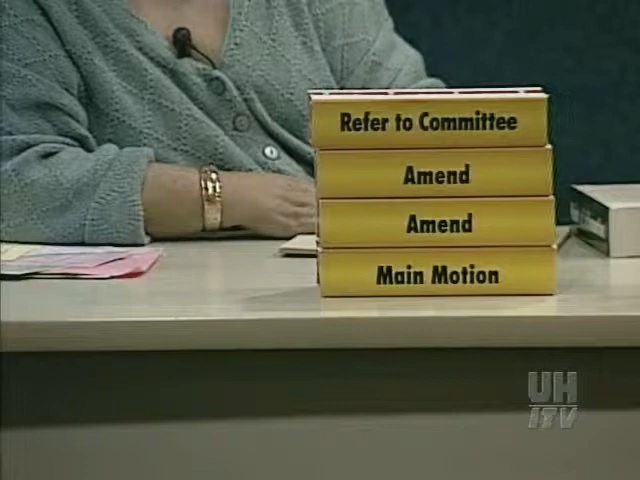 Refer to Committee
Amend
Amend
Main Motion
UH
ITV